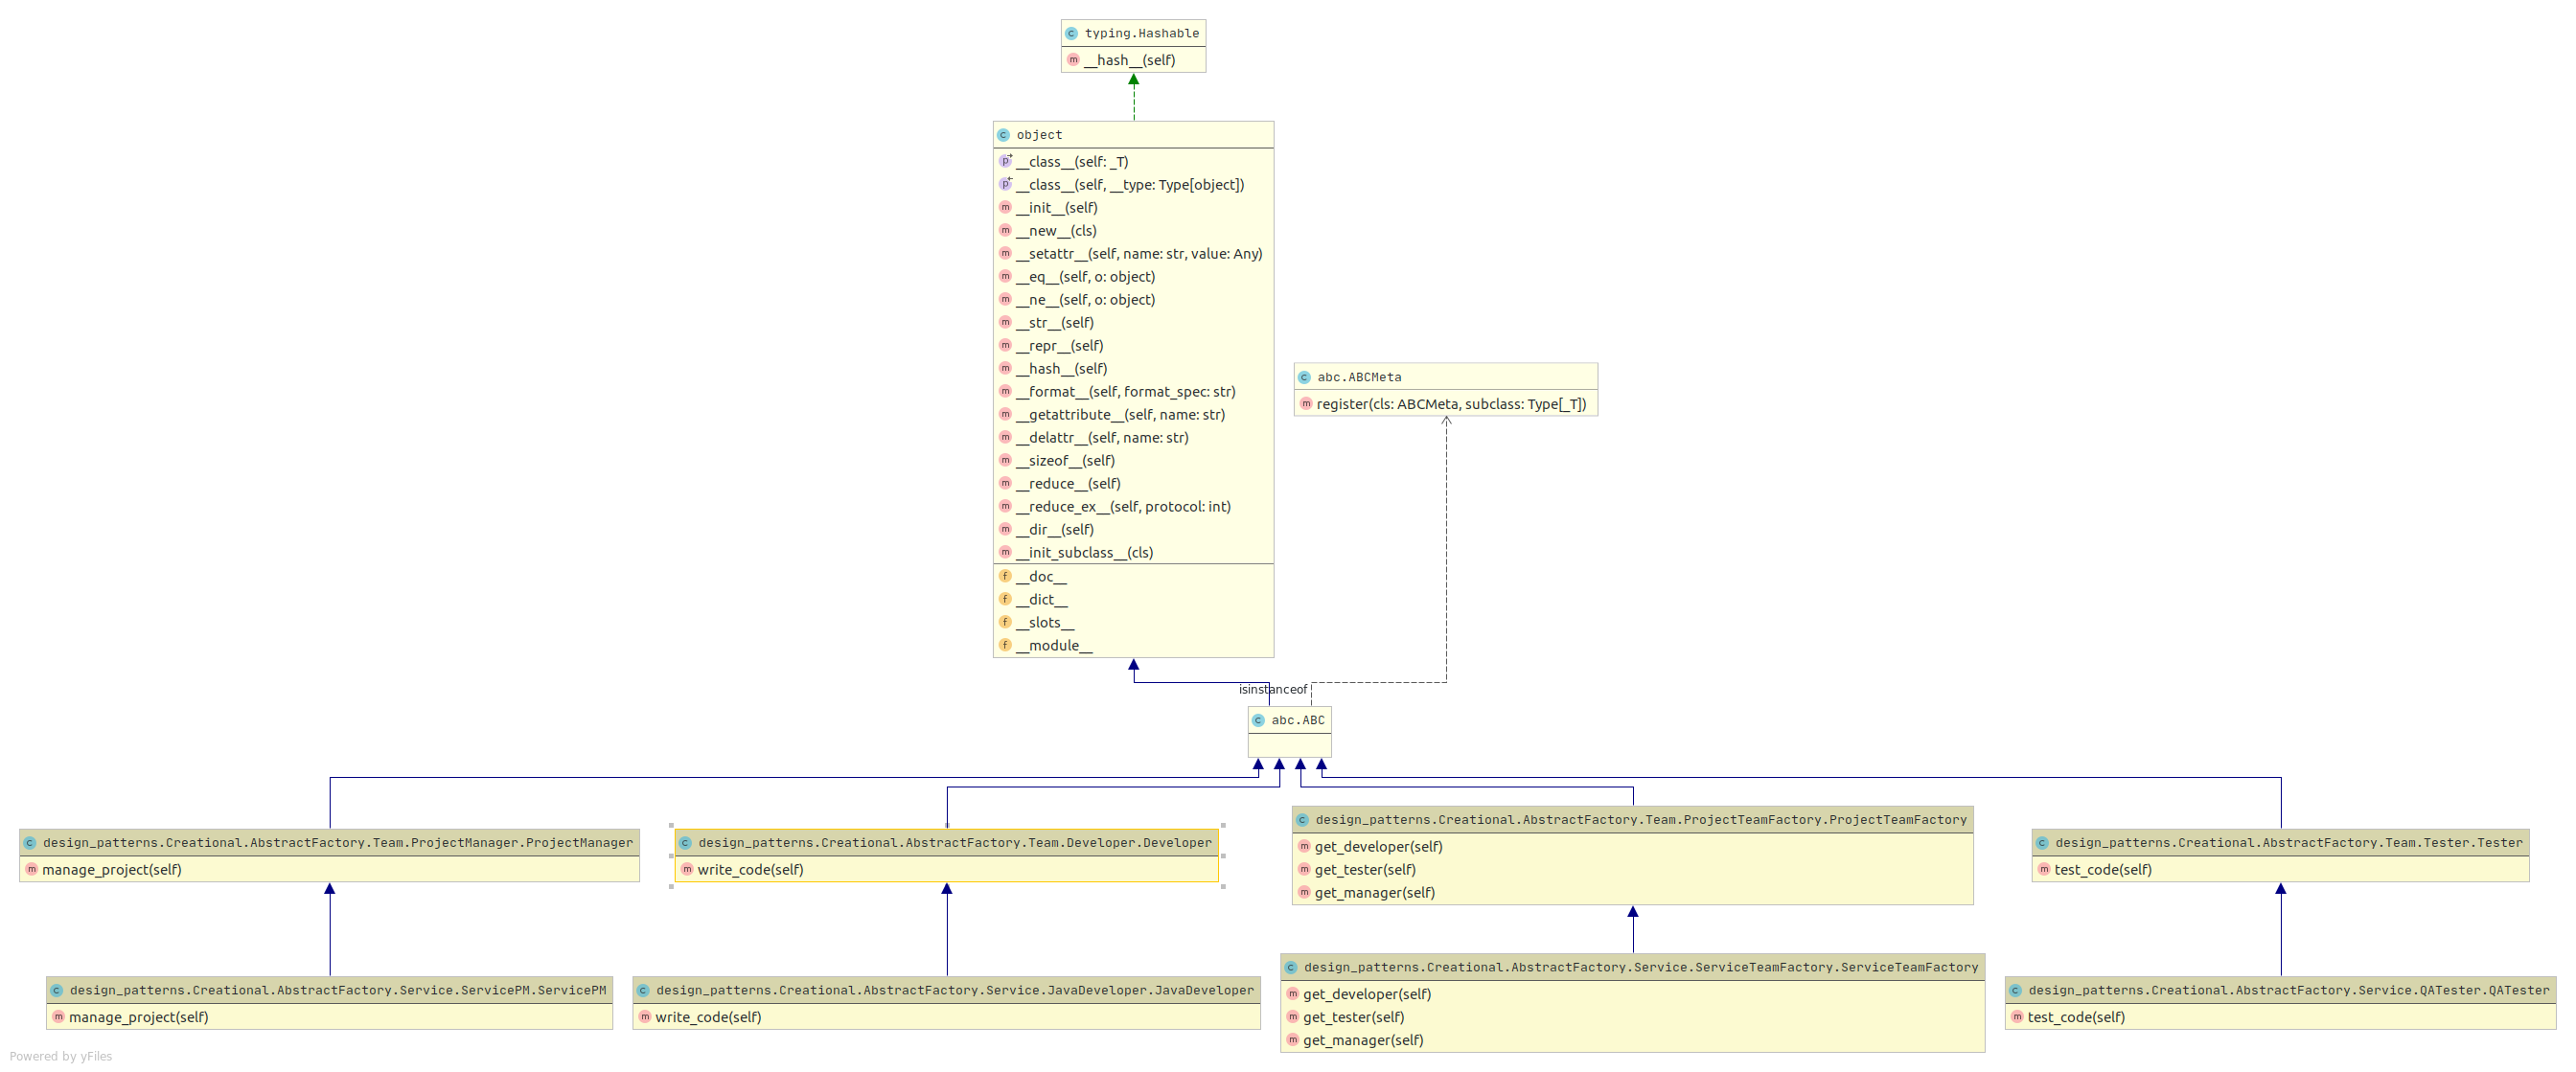 typing.Hashable
__hash__(self)
object
__class__(self: _T)
__class__(self, __type: Type[object])
__init__(self)
__new__(cls)
__setattr__(self, name: str, value: Any)
__eq__(self, o: object)
__ne__(self, o: object)
__str__(self)
__repr__(self)
__hash__(self)
__format__(self, format_spec: str)
__getattribute__(self, name: str)
__delattr__(self, name: str)
__sizeof__(self)
__reduce__(self)
__reduce_ex__(self, protocol: int)
__dir__(self)
__init_subclass__(cls)
__doc__
__dict__
__slots__
__module__
abc.ABCMeta
register(cls: ABCMeta, subclass: Type[_T])
isinstanceof
abc.ABC
design_patterns.Creational.AbstractFactory.Team.ProjectManager.ProjectManager
manage_project(self)
design_patterns.Creational.AbstractFactory.Team.Developer.Developer
write_code(self)
design_patterns.Creational.AbstractFactory.Team.ProjectTeamFactory.ProjectTeamFactory
get_developer(self)
get_tester(self)
get_manager(self)
design_patterns.Creational.AbstractFactory.Team.Tester.Tester
test_code(self)
design_patterns.Creational.AbstractFactory.Service.ServicePM.ServicePM
manage_project(self)
design_patterns.Creational.AbstractFactory.Service.JavaDeveloper.JavaDeveloper
write_code(self)
design_patterns.Creational.AbstractFactory.Service.ServiceTeamFactory.ServiceTeamFactory
get_developer(self)
get_tester(self)
get_manager(self)
design_patterns.Creational.AbstractFactory.Service.QATester.QATester
test_code(self)
Powered by yFiles